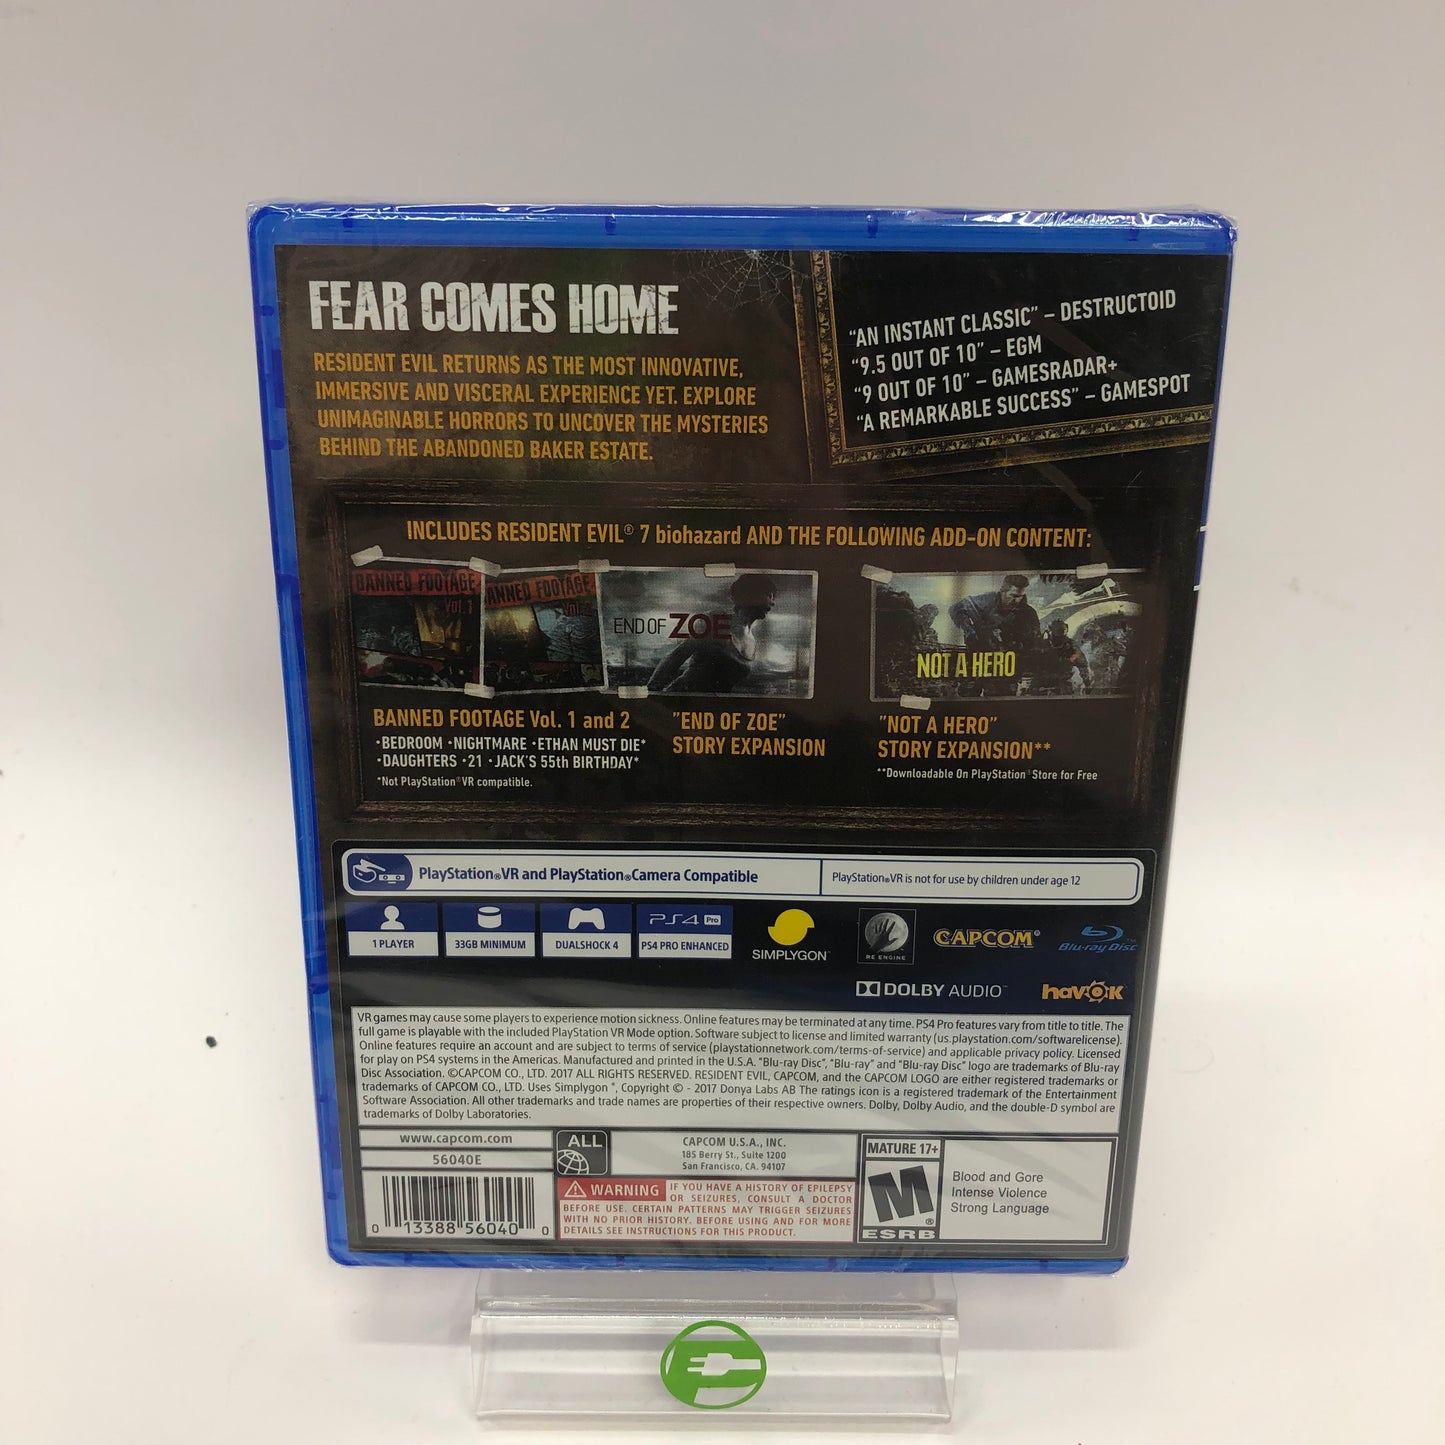 FEAR COMES HOME
RESIDENT EVIL RETURNS AS THE MOST INNOVATIVE,
IMMERSIVE AND VISCERAL EXPERIENCE YET. EXPLORE
UNIMAGINABLE HORRORS TO UNCOVER THE MYSTERIES
BEHIND THE ABANDONED BAKER ESTATE.
"AN INSTANT CLASSIC" – DESTRUCTOID
"9.5 OUT OF 10" – EGM
"9 OUT OF 10" – GAMESRADAR+
"A REMARKABLE SUCCESS" – GAMESPOT
INCLUDES RESIDENT EVIL® 7 biohazard AND THE FOLLOWING ADD-ON CONTENT:
BANNED FOOTAGE
Vol. 1
BANNED FOOTAGE
Vol.
END OF ZOE
NOT A HERO
BANNED FOOTAGE Vol. 1 and 2
•BEDROOM •NIGHTMARE •ETHAN MUST DIE*
•DAUGHTERS •21 •JACK'S 55th BIRTHDAY*
*Not PlayStation®VR compatible.
"END OF ZOE"
STORY EXPANSION
"NOT A HERO"
STORY EXPANSION**
**Downloadable On PlayStation®Store for Free
PlayStation®VR and PlayStation®Camera Compatible
PlayStation®VR is not for use by children under age 12
1 PLAYER
33GB MINIMUM
DUALSHOCK 4
PS4 Pro
PS4 PRO ENHANCED
SIMPLYGON™
RE ENGINE
CAPCOM®
Blu-ray Disc™
DOLBY AUDIO™
havok
VR games may cause some players to experience motion sickness. Online features may be terminated at any time. PS4 Pro features vary from title to title. The
full game is playable with the included PlayStation VR Mode option. Software subject to license and limited warranty (us.playstation.com/softwarelicense).
Online features require an account and are subject to terms of service (playstationnetwork.com/terms-of-service) and applicable privacy policy. Licensed
for play on PS4 systems in the Americas. Manufactured and printed in the U.S.A. "Blu-ray Disc", "Blu-ray" and "Blu-ray Disc" logo are trademarks of Blu-ray
Disc Association. ©CAPCOM CO., LTD. 2017 ALL RIGHTS RESERVED. RESIDENT EVIL, CAPCOM, and the CAPCOM LOGO are either registered trademarks or
trademarks of CAPCOM CO., LTD. Uses Simplygon ®, Copyright © - 2017 Donya Labs AB The ratings icon is a registered trademark of the Entertainment
Software Association. All other trademarks and trade names are properties of their respective owners. Dolby, Dolby Audio, and the double-D symbol are
trademarks of Dolby Laboratories.
www.capcom.com
56040E
ALL
CAPCOM U.S.A., INC.
185 Berry St., Suite 1200
San Francisco, CA. 94107
0 13388 56040 0
WARNING IF YOU HAVE A HISTORY OF EPILEPSY
OR SEIZURES, CONSULT A DOCTOR
BEFORE USE. CERTAIN PATTERNS MAY TRIGGER SEIZURES
WITH NO PRIOR HISTORY. BEFORE USING AND FOR MORE
DETAILS SEE INSTRUCTIONS FOR THIS PRODUCT.
MATURE 17+
M®
ESRB
Blood and Gore
Intense Violence
Strong Language